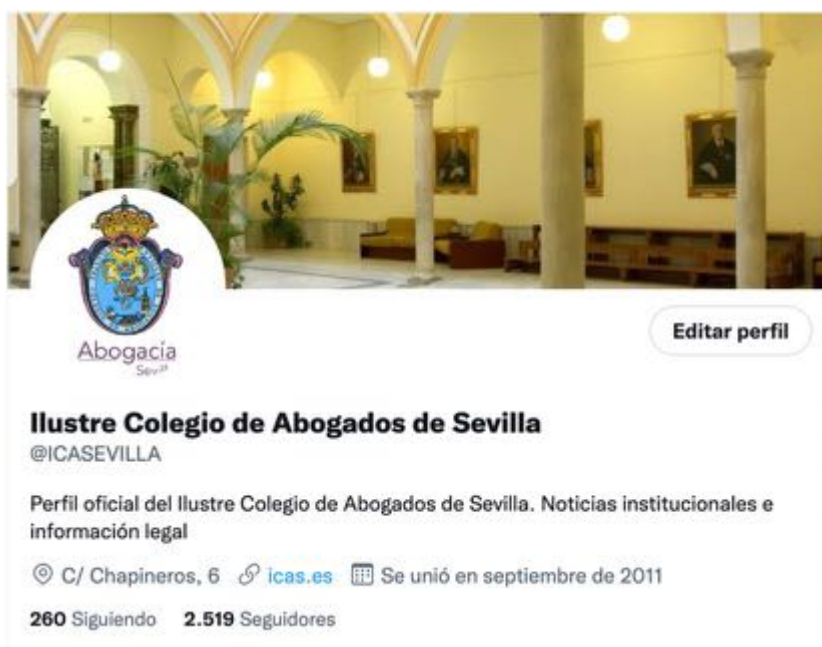 Abogacía
Editar perfil
Ilustre Colegio de Abogados de Sevilla
@ICASEVILLA
Perfil oficial del Ilustre Colegio de Abogados de Sevilla. Noticias institucionales e
información legal
C/ Chapineros, 6 icas.es Se unió en septiembre de 2011
260 Siguiendo 2.519 Seguidores